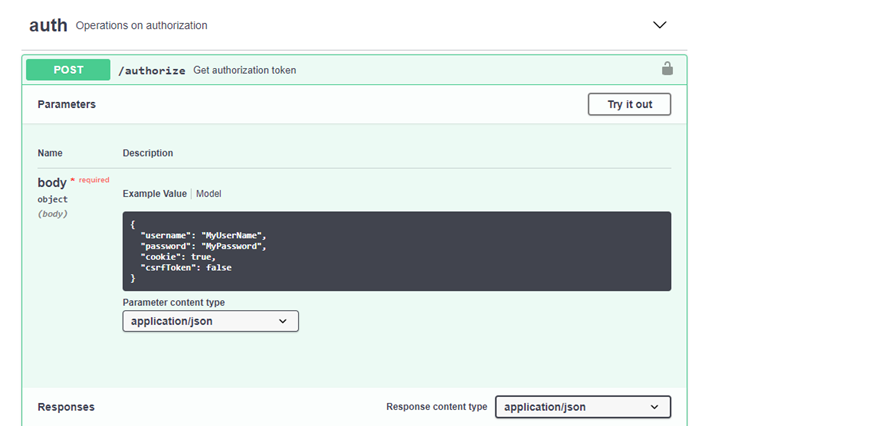 auth Operations on authorization
POST /authorize Get authorization token
Parameters Try it out
Name Description
body * required
object
(body)
Example Value Model
{
"username": "MyUserName",
"password": "MyPassword",
"cookie": true,
"csrfToken": false
}
Parameter content type
application/json
Responses Response content type application/json